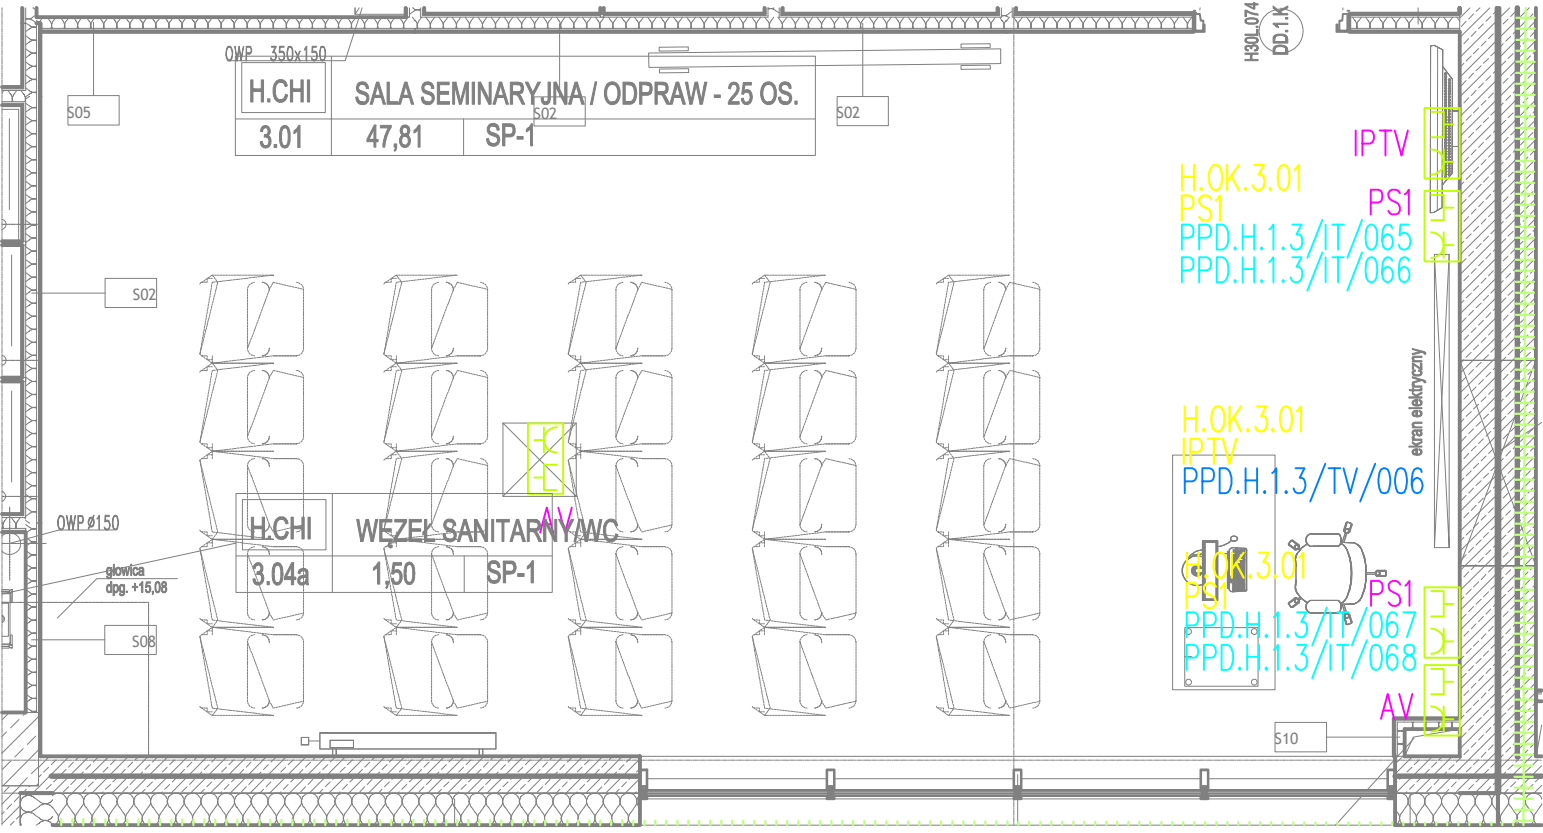 H30L.074
DD.1.K
OWP 350x150
H.CHI SALA SEMINARYJNA / ODPRAW - 25 OS.
3.01 47,81 SP-1
S05
S02
S02
IPTV
H.OK.3.01
PS1
PS1
PPD.H.1.3/IT/065
PPD.H.1.3/IT/066
S02
ekran elektryczny
H.OK.3.01
IPTV
PPD.H.1.3/TV/006
OWP ø150
H.CHI WĘZEŁ SANITARNY/WC
AV
3.04a 1,50 SP-1
głowica
dpg. +15,08
H.OK.3.01
PS1
PS1
PPD.H.1.3/IT/067
PPD.H.1.3/IT/068
S08
AV
S10